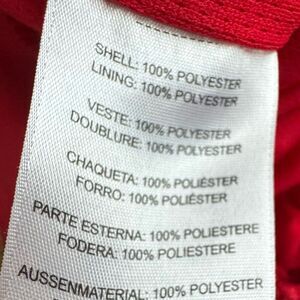 SHELL: 100% POLYESTER
LINING: 100% POLYESTER
VESTE: 100% POLYESTER
DOUBLURE: 100% POLYESTER
CHAQUETA: 100% POLIÉSTER
FORRO: 100% POLIÉSTER
PARTE ESTERNA: 100% POLIESTERE
FODERA: 100% POLIESTERE
AUSSENMATERIAL: 100% POLYESTER